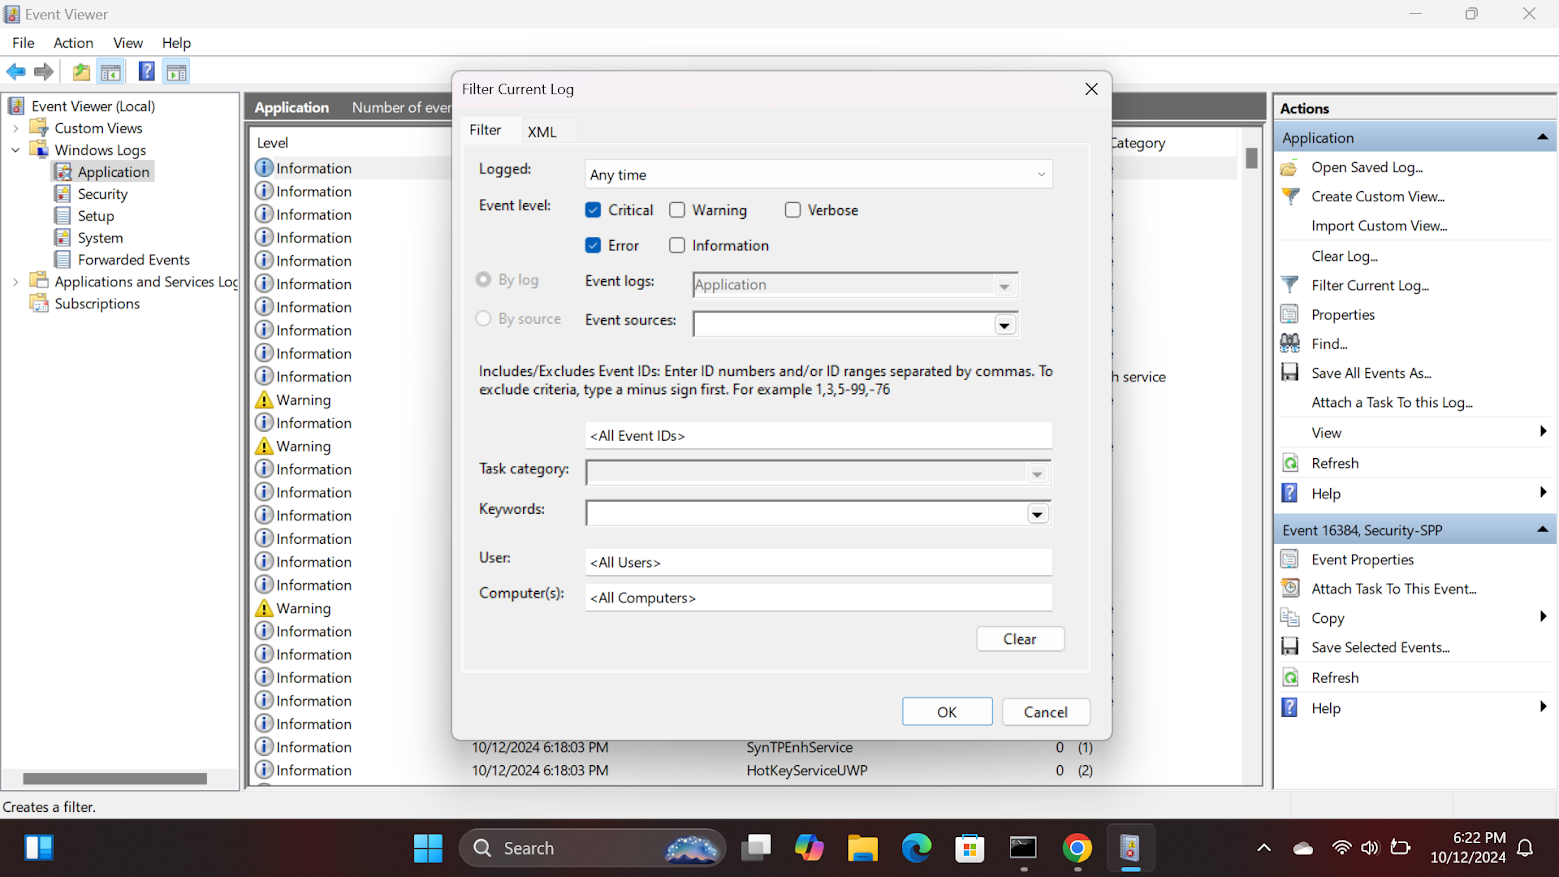 Event Viewer
File Action View Help
Event Viewer (Local)
Custom Views
Windows Logs
Application
Security
Setup
System
Forwarded Events
Applications and Services Log
Subscriptions
Application Number of even
Level
Category
Information
Information
Information
Information
Information
Information
Information
Information
Information
Information
h service
Warning
Information
Warning
Information
Information
Information
Information
Information
Information
Warning
Information
Information
Information
Information
Information
Information 10/12/2024 6:18:03 PM SynTPEnhService 0 (1)
Information 10/12/2024 6:18:03 PM HotKeyServiceUWP 0 (2)
Filter Current Log
Filter XML
Logged: Any time
Event level: Critical Warning Verbose
Error Information
By log Event logs: Application
By source Event sources:
Includes/Excludes Event IDs: Enter ID numbers and/or ID ranges separated by commas. To
exclude criteria, type a minus sign first. For example 1,3,5-99,-76
<All Event IDs>
Task category:
Keywords:
User: <All Users>
Computer(s): <All Computers>
Clear
OK Cancel
Actions
Application
Open Saved Log...
Create Custom View...
Import Custom View...
Clear Log...
Filter Current Log...
Properties
Find...
Save All Events As...
Attach a Task To this Log...
View
Refresh
Help
Event 16384, Security-SPP
Event Properties
Attach Task To This Event...
Copy
Save Selected Events...
Refresh
Help
Creates a filter.
Search
6:22 PM
10/12/2024